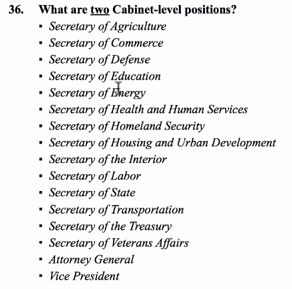 36. What are two Cabinet-level positions?
• Secretary of Agriculture
• Secretary of Commerce
• Secretary of Defense
• Secretary of Education
• Secretary of Energy
• Secretary of Health and Human Services
• Secretary of Homeland Security
• Secretary of Housing and Urban Development
• Secretary of the Interior
• Secretary of Labor
• Secretary of State
• Secretary of Transportation
• Secretary of the Treasury
• Secretary of Veterans Affairs
• Attorney General
• Vice President